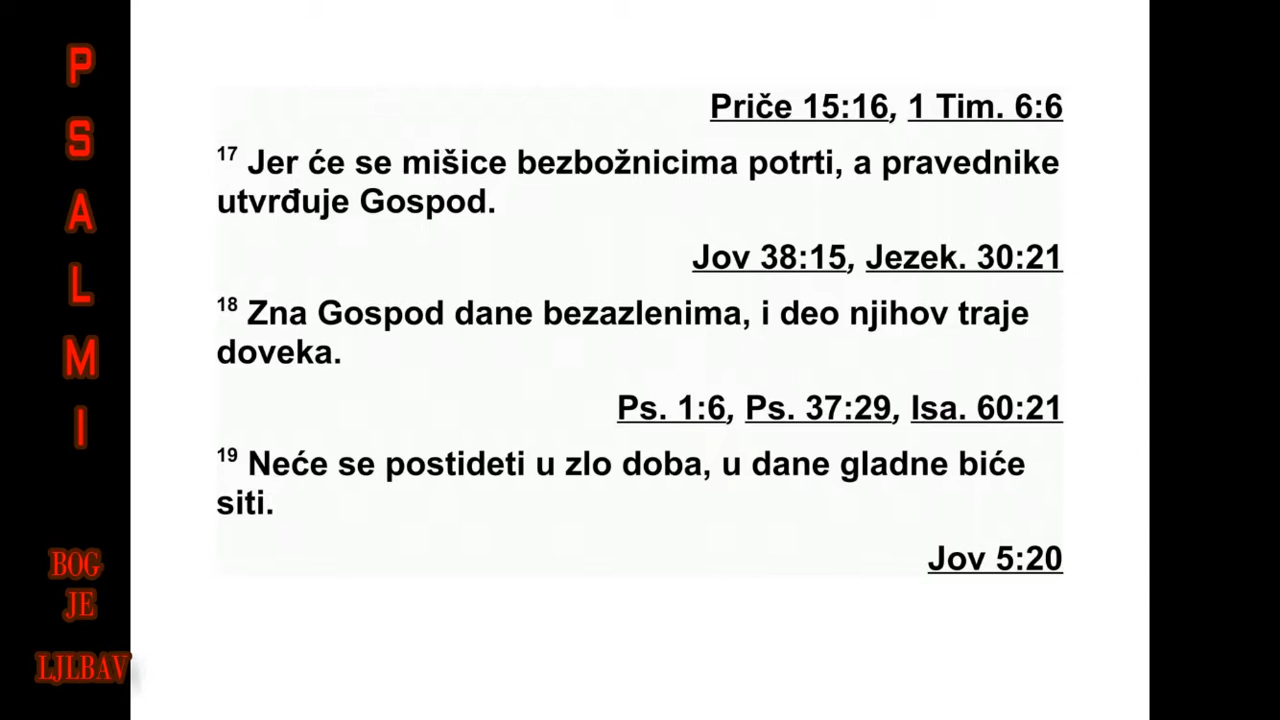 PSALMI
BOG
JE
LJLBAV
Priče 15:16, 1 Tim. 6:6
17 Jer će se mišice bezbožnicima potrti, a pravednike
utvrđuje Gospod.
Jov 38:15, Jezek. 30:21
18 Zna Gospod dane bezazlenima, i deo njihov traje
doveka.
Ps. 1:6, Ps. 37:29, Isa. 60:21
19 Neće se postideti u zlo doba, u dane gladne biće
siti.
Jov 5:20